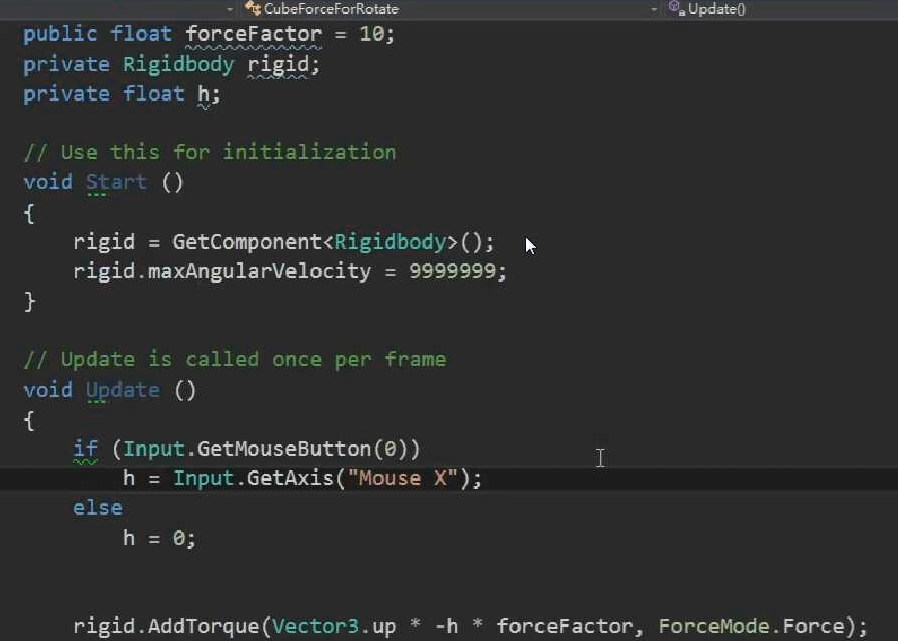 CubeForceForRotate Update()
public float forceFactor = 10;
private Rigidbody rigid;
private float h;
// Use this for initialization
void Start ()
{
rigid = GetComponent<Rigidbody>();
rigid.maxAngularVelocity = 9999999;
}
// Update is called once per frame
void Update ()
{
if (Input.GetMouseButton(0))
h = Input.GetAxis("Mouse X");
else
h = 0;
rigid.AddTorque(Vector3.up * -h * forceFactor, ForceMode.Force);